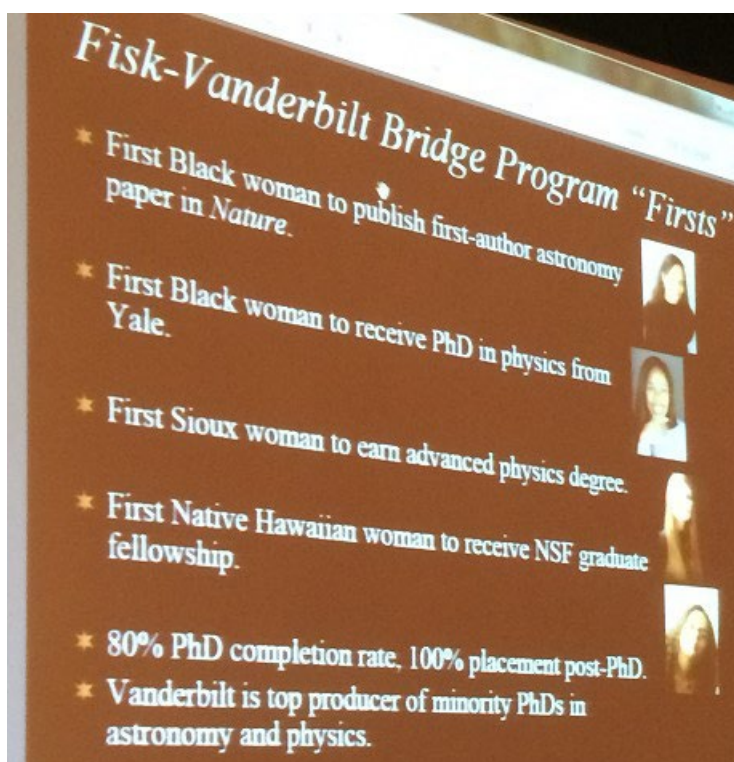 Fisk-Vanderbilt Bridge Program “Firsts”
First Black woman to publish first-author astronomy
paper in Nature.
First Black woman to receive PhD in physics from
Yale.
First Sioux woman to earn advanced physics degree.
First Native Hawaiian woman to receive NSF graduate
fellowship.
80% PhD completion rate, 100% placement post-PhD.
Vanderbilt is top producer of minority PhDs in
astronomy and physics.